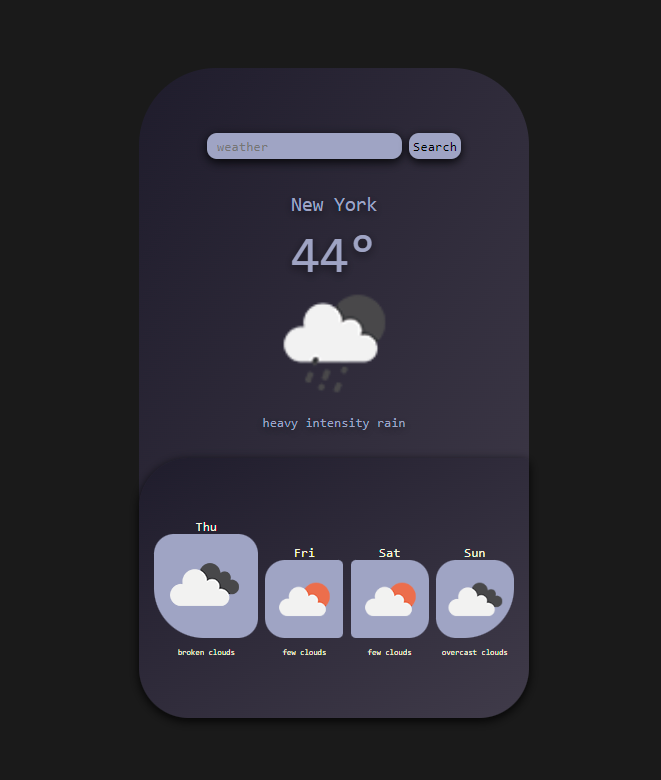 weather Search
New York
44°
heavy intensity rain
Thu
Fri Sat Sun
broken clouds few clouds few clouds overcast clouds